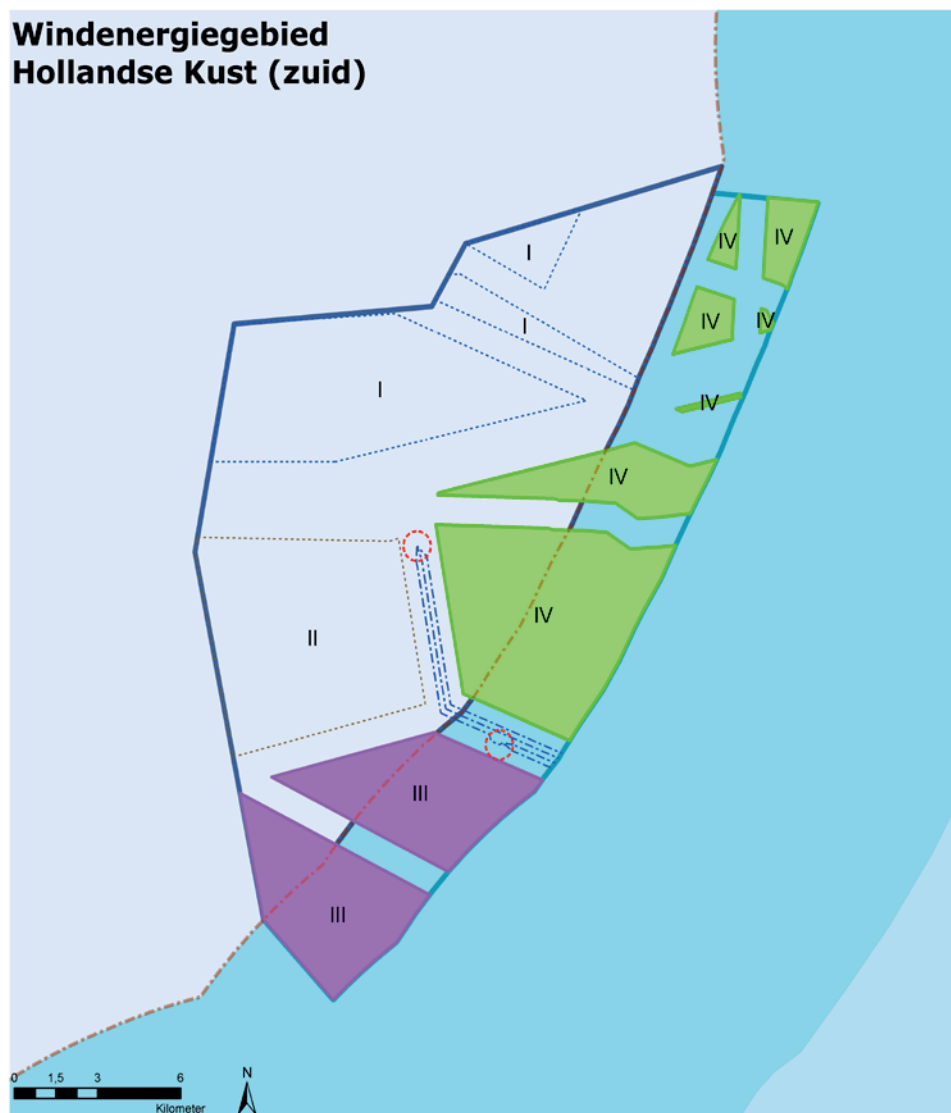 Windenergiegebied
Hollandse Kust (zuid)
IV
IV
I
IV
IV
I
I
IV
IV
IV
II
III
III
0 1,5 3 6
Kilometer
N